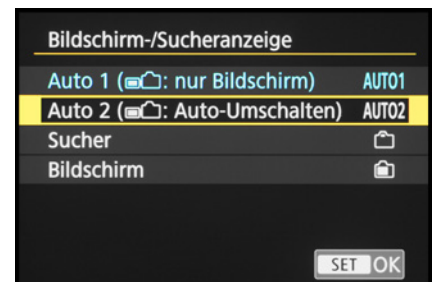 Bildschirm-/Sucheranzeige
Auto 1 (: nur Bildschirm) AUTO1
Auto 2 (: Auto-Umschalten) AUTO2
Sucher
Bildschirm
SET OK